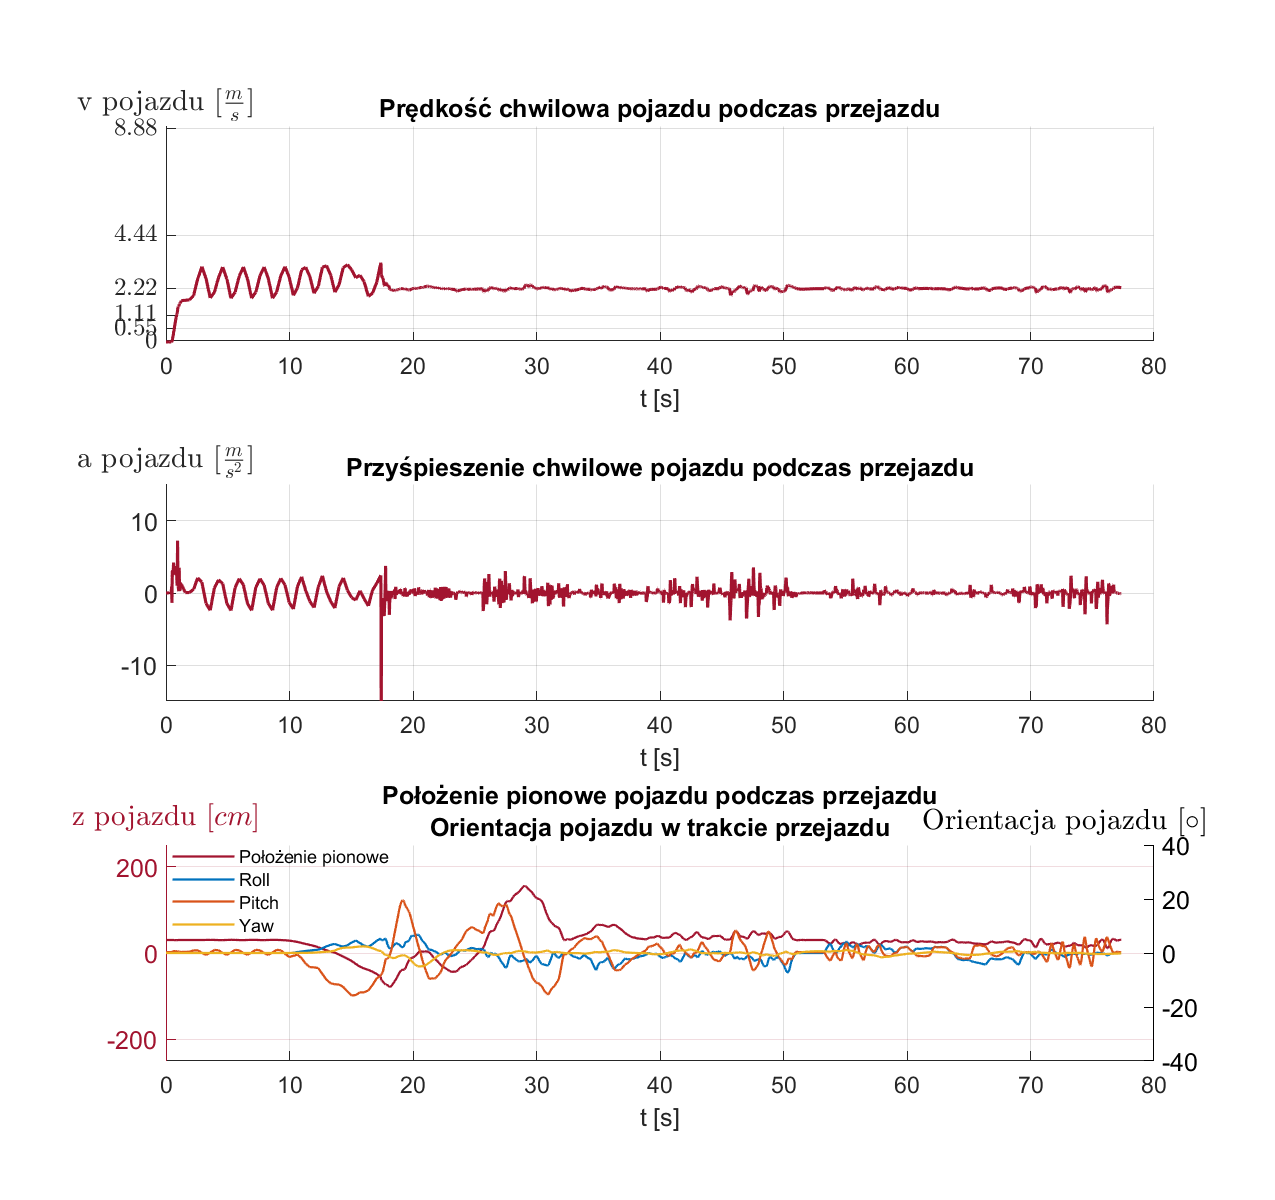 v pojazdu [m/s]
Prędkość chwilowa pojazdu podczas przejazdu
8.88
4.44
2.22
1.11
0.55
0
0 10 20 30 40 50 60 70 80
t [s]
a pojazdu [m/s²]
Przyśpieszenie chwilowe pojazdu podczas przejazdu
10
0
-10
0 10 20 30 40 50 60 70 80
t [s]
Położenie pionowe pojazdu podczas przejazdu
z pojazdu [cm]
Orientacja pojazdu w trakcie przejazdu
Orientacja pojazdu [∘]
200
0
-200
Położenie pionowe
Roll
Pitch
Yaw
40
20
0
-20
-40
0 10 20 30 40 50 60 70 80
t [s]